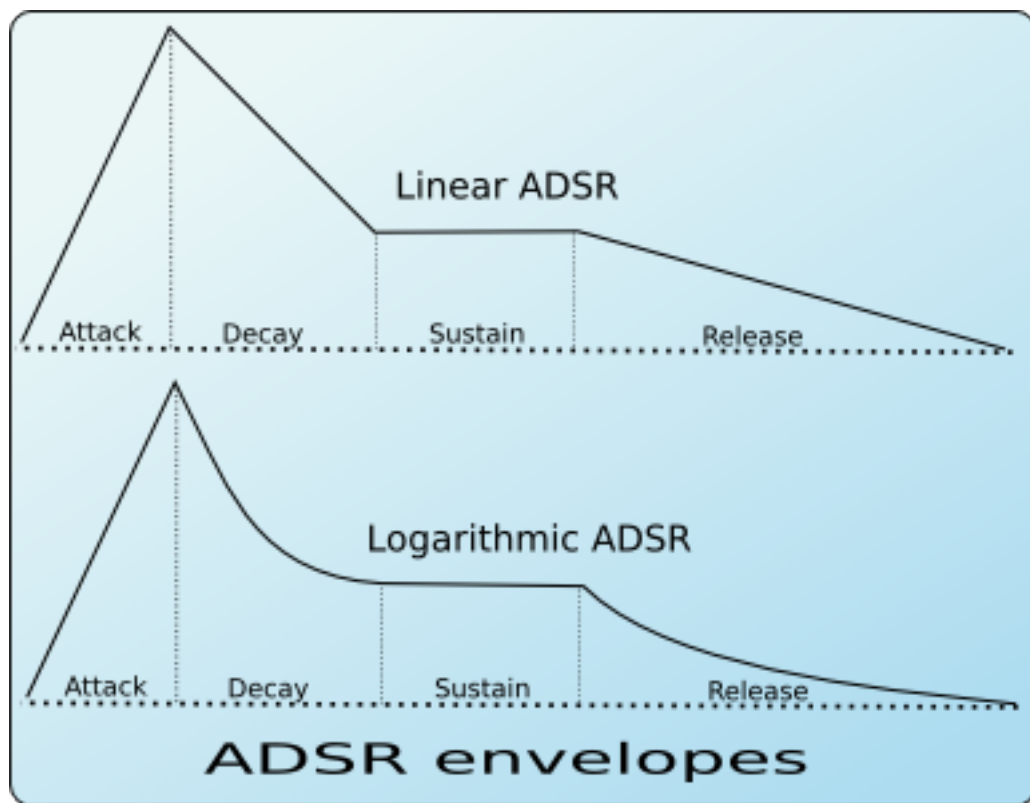 Linear ADSR
Attack Decay Sustain Release
Logarithmic ADSR
Attack Decay Sustain Release
ADSR envelopes